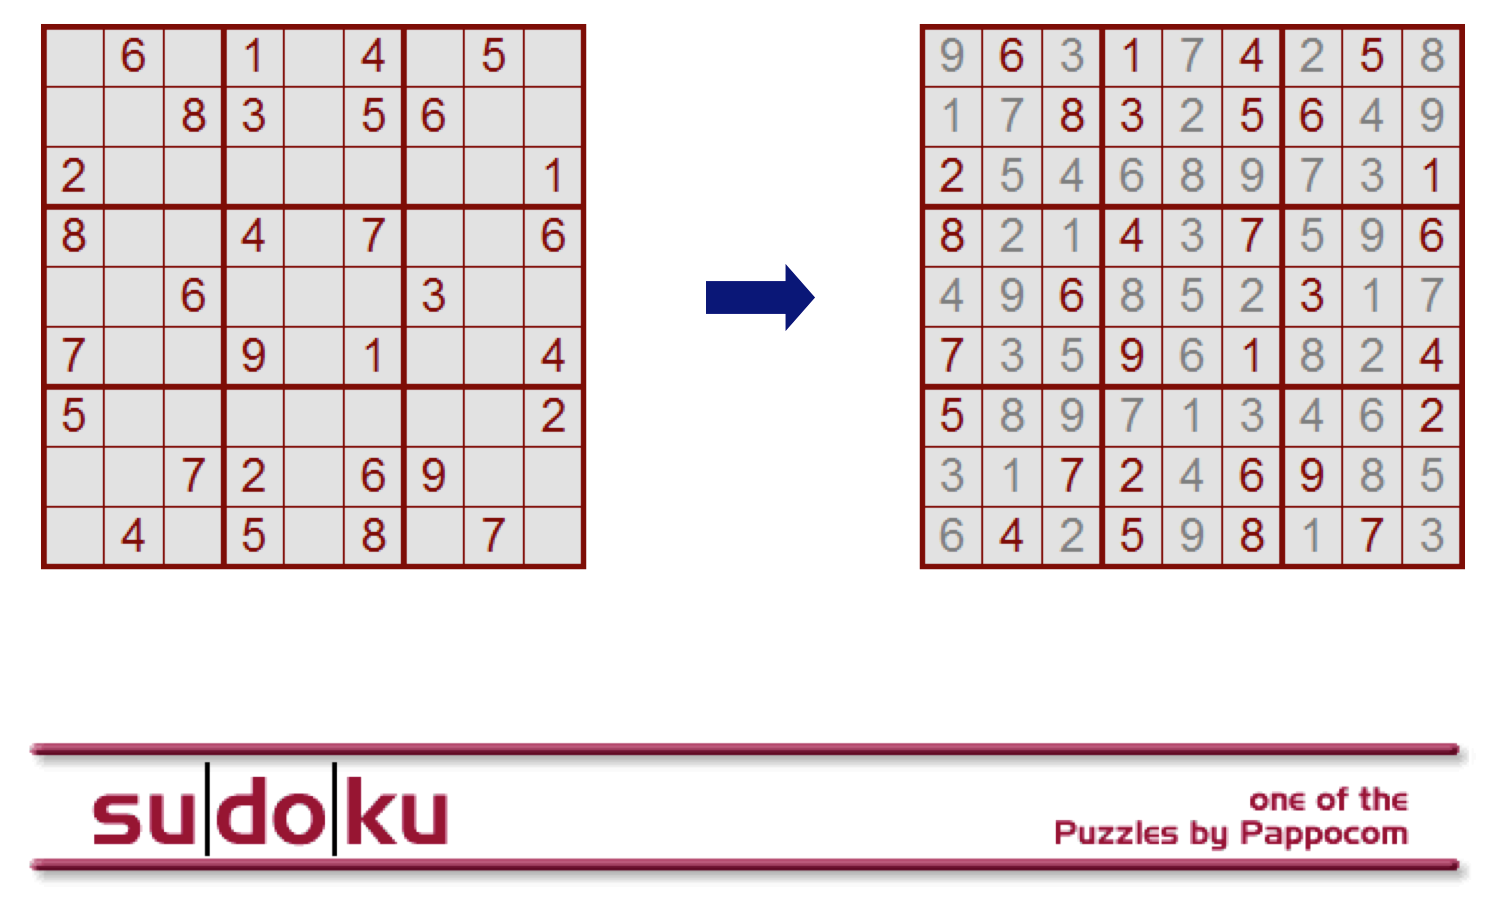 6 1 4 5
8 3 5 6
2 1
8 4 7 6
6 3
7 9 1 4
5 2
7 2 6 9
4 5 8 7
9 6 3 1 7 4 2 5 8
1 7 8 3 2 5 6 4 9
2 5 4 6 8 9 7 3 1
8 2 1 4 3 7 5 9 6
4 9 6 8 5 2 3 1 7
7 3 5 9 6 1 8 2 4
5 8 9 7 1 3 4 6 2
3 1 7 2 4 6 9 8 5
6 4 2 5 9 8 1 7 3
su|do|ku
one of the
Puzzles by Pappocom